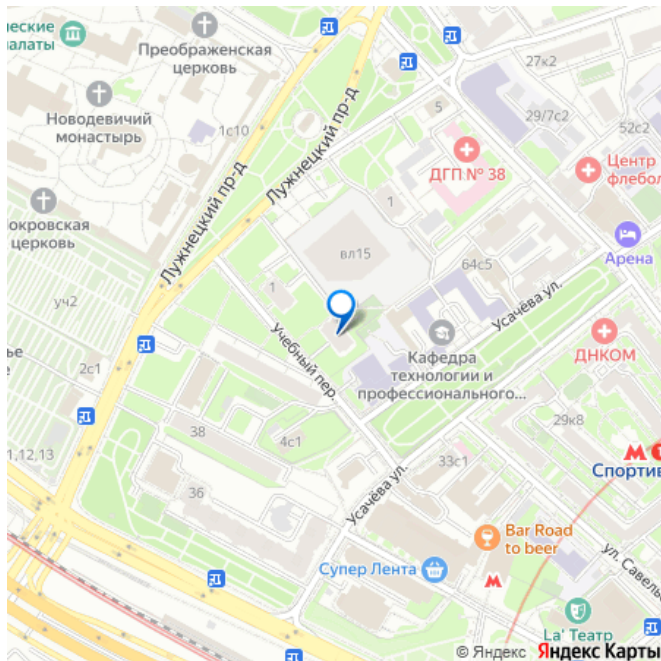 ческие
палаты
Преображенская
церковь
27к2
Новодевичий
монастырь
1с10
5
29/7с2
52с2
ДГП № 38
Центр
флебол
Лужнецкий пр-д
Лужнецкий пр-д
1
окровская
церковь
вл15
64с5
Арена
уч2
1
Усачёва ул.
Учебный пер.
ДНКОМ
ье
е
2с1
Кафедра
технологии и
профессионального...
29к8
38
4с1
1,12,13
33с1
Спортив
36
Усачёва ул.
Bar Road
to beer
Супер Лента
ул. Савель
La' Театр
© Яндекс Яндекс Карты